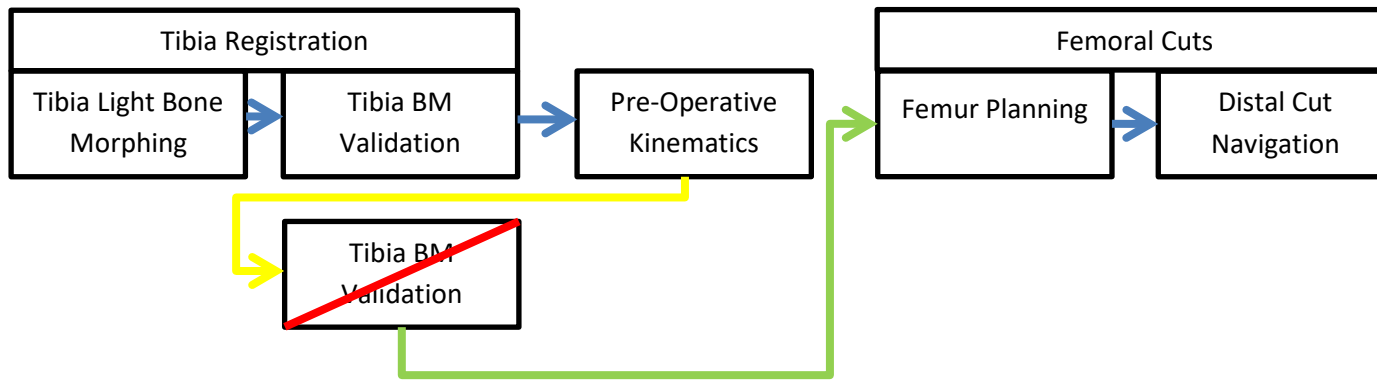 Tibia Registration
Tibia Light Bone
Morphing
Tibia BM
Validation
Pre-Operative
Kinematics
Femoral Cuts
Femur Planning
Distal Cut
Navigation
Tibia BM
Validation